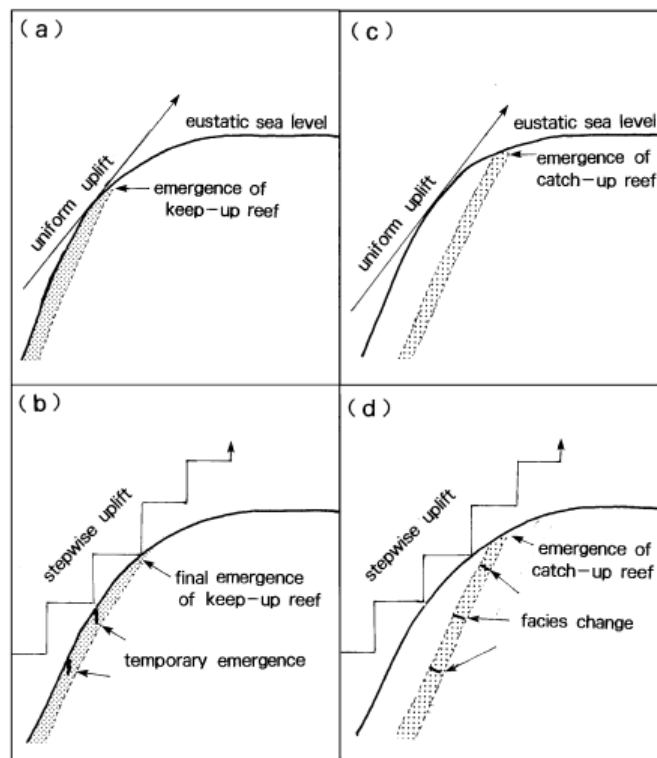 (a)
eustatic sea level
uniform uplift
emergence of
keep-up reef
(c)
eustatic sea level
emergence of
catch-up reef
uniform uplift
(b)
stepwise uplift
final emergence
of keep-up reef
temporary emergence
(d)
stepwise uplift
emergence of
catch-up reef
facies change